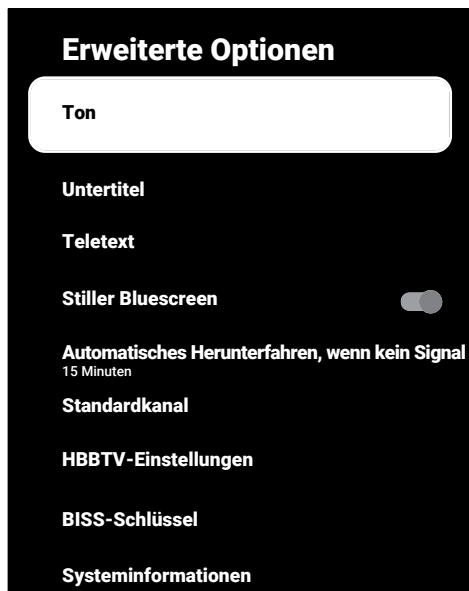 Erweiterte Optionen
Ton
Untertitel
Teletext
Stiller Bluescreen
Automatisches Herunterfahren, wenn kein Signal
15 Minuten
Standardkanal
HBBTV-Einstellungen
BISS-Schlüssel
Systeminformationen